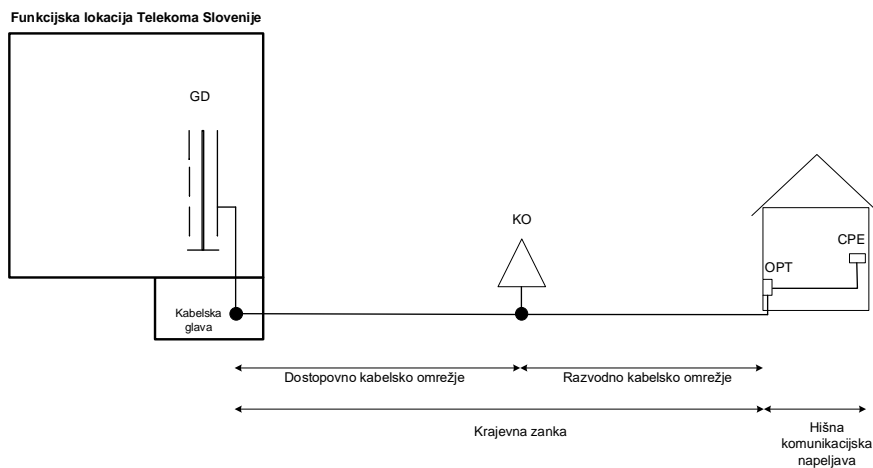 Funkcijska lokacija Telekoma Slovenije
GD
KO
CPE
OPT
Kabelska
glava
Dostopovno kabelsko omrežje
Razvodno kabelsko omrežje
Krajevna zanka
Hišna
komunikacijska
napeljava